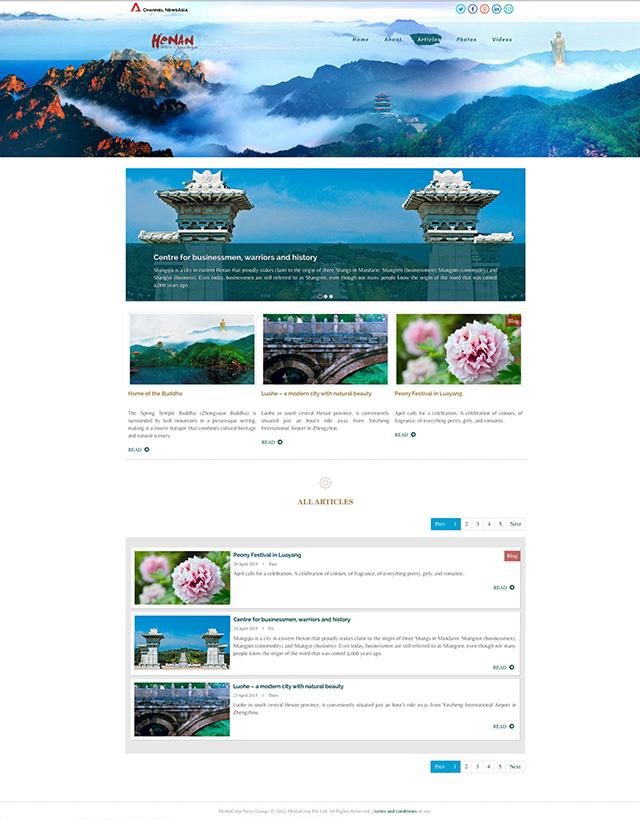 CHANNEL NEWSASIA
HENAN
Home About Articles Photos Videos
Centre for businessmen, warriors and history
Shangqiu is a city in eastern Henan that proudly stakes claim to the origin of three Shangs in Mandarin: Shangren (businessmen); Shangpin (commodity) and
Shangye (business). Even today, businessmen are still referred to as Shangren, even though not many people know the origin of the word that was coined
4,000 years ago.
Blog
Home of the Buddha
The Spring Temple Buddha (Zhongyuan Buddha) is
surrounded by lush mountains in a picturesque setting,
making it a tourist hotspot that combines cultural heritage
and natural scenery.
READ
Luohe – a modern city with natural beauty
Luohe in south central Henan province, is conveniently
situated just an hour's ride away from Xinzheng
International Airport in Zhengzhou.
READ
Peony Festival in Luoyang
April calls for a celebration. A celebration of colours, of
fragrance, of everything pretty, girly, and romantic.
READ
ALL ARTICLES
Prev 1 2 3 4 5 Next
Peony Festival in Luoyang
Blog
28 April 2015 | Tues
April calls for a celebration. A celebration of colours, of fragrance, of everything pretty, girly, and romantic.
READ
Centre for businessmen, warriors and history
24 April 2015 | Fri
Shangqiu is a city in eastern Henan that proudly stakes claim to the origin of three Shangs in Mandarin: Shangren (businessmen);
Shangpin (commodity) and Shangye (business). Even today, businessmen are still referred to as Shangren, even though not many
people know the origin of the word that was coined 4,000 years ago.
READ
Luohe – a modern city with natural beauty
23 April 2015 | Thurs
Luohe in south central Henan province, is conveniently situated just an hour's ride away from Xinzheng International Airport in
Zhengzhou.
READ
Prev 1 2 3 4 5 Next
MediaCorp News Group. © 2015 MediaCorp Pte Ltd. All Rights Reserved. | terms and conditions of use